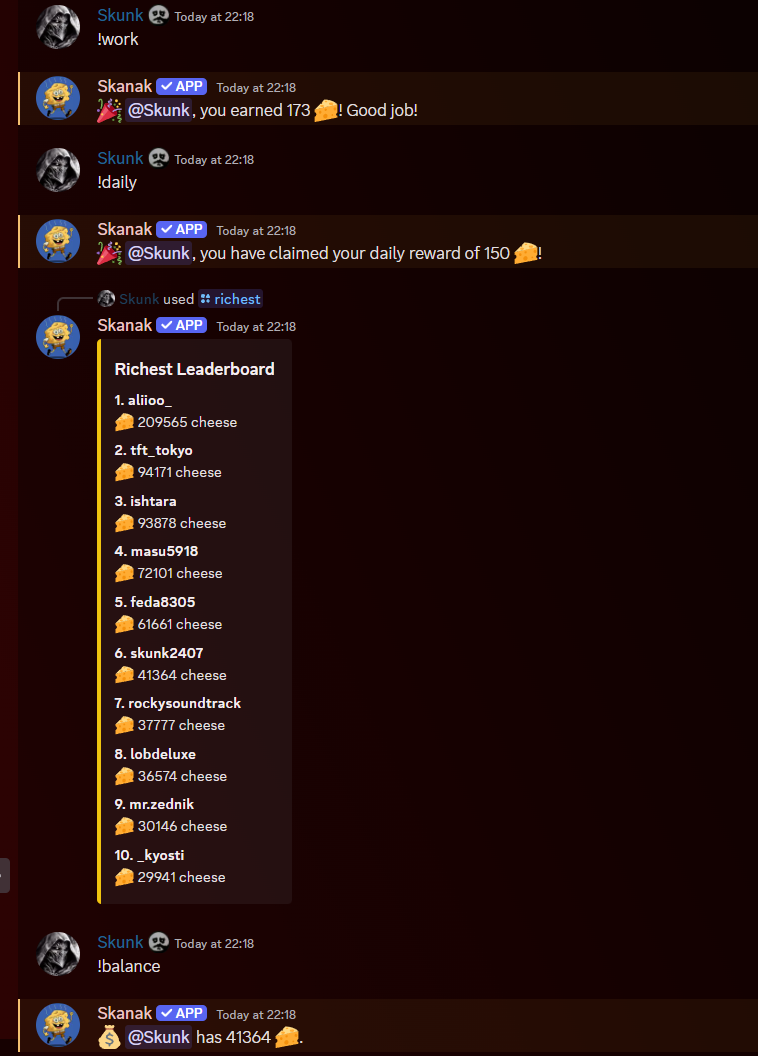 Skunk Today at 22:18
!work
Skanak ✓ APP Today at 22:18
🎉 @Skunk, you earned 173 🧀! Good job!
Skunk Today at 22:18
!daily
Skanak ✓ APP Today at 22:18
🎉 @Skunk, you have claimed your daily reward of 150 🧀!
Skunk used richest
Skanak ✓ APP Today at 22:18
Richest Leaderboard
1. aliioo_
🧀 209565 cheese
2. tft_tokyo
🧀 94171 cheese
3. ishtara
🧀 93878 cheese
4. masu5918
🧀 72101 cheese
5. feda8305
🧀 61661 cheese
6. skunk2407
🧀 41364 cheese
7. rockysoundtrack
🧀 37777 cheese
8. lobdeluxe
🧀 36574 cheese
9. mr.zednik
🧀 30146 cheese
10. _kyosti
🧀 29941 cheese
Skunk Today at 22:18
!balance
Skanak ✓ APP Today at 22:18
💰 @Skunk has 41364 🧀.